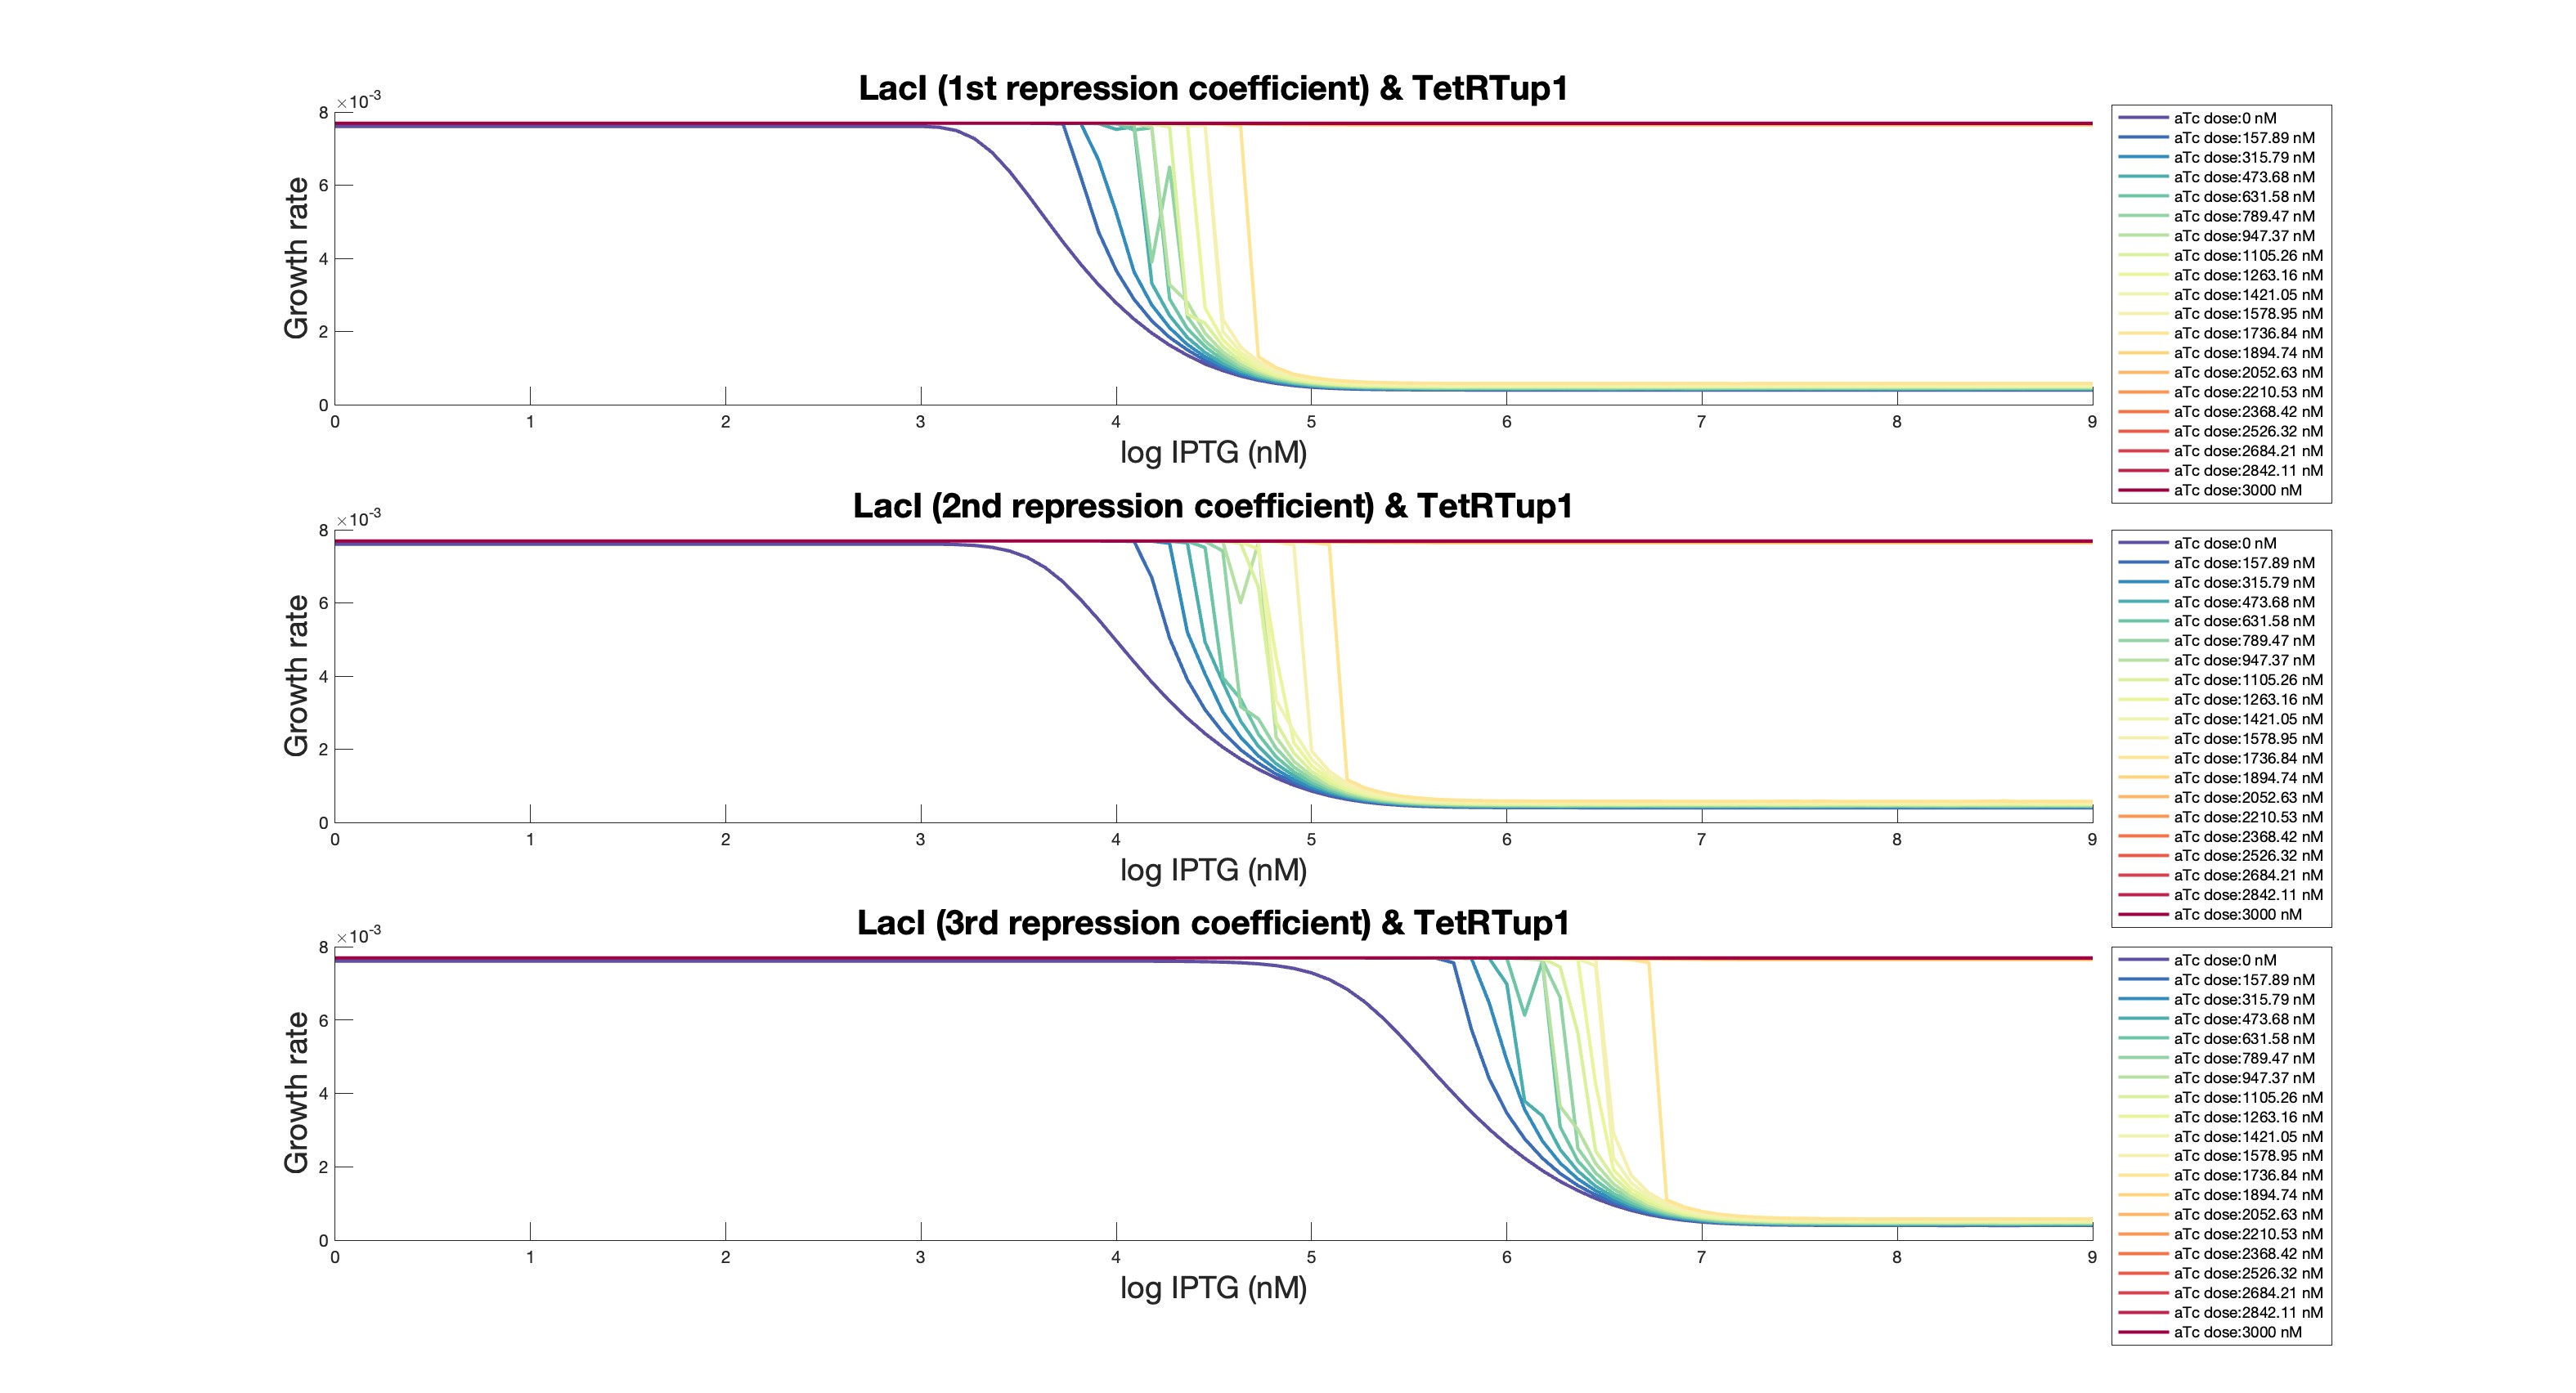 LacI (1st repression coefficient) & TetRTup1
×10-3
8
6
4
2
0
Growth rate
0 1 2 3 4 5 6 7 8 9
log IPTG (nM)
aTc dose:0 nM
aTc dose:157.89 nM
aTc dose:315.79 nM
aTc dose:473.68 nM
aTc dose:631.58 nM
aTc dose:789.47 nM
aTc dose:947.37 nM
aTc dose:1105.26 nM
aTc dose:1263.16 nM
aTc dose:1421.05 nM
aTc dose:1578.95 nM
aTc dose:1736.84 nM
aTc dose:1894.74 nM
aTc dose:2052.63 nM
aTc dose:2210.53 nM
aTc dose:2368.42 nM
aTc dose:2526.32 nM
aTc dose:2684.21 nM
aTc dose:2842.11 nM
aTc dose:3000 nM
LacI (2nd repression coefficient) & TetRTup1
×10-3
8
6
4
2
0
Growth rate
0 1 2 3 4 5 6 7 8 9
log IPTG (nM)
aTc dose:0 nM
aTc dose:157.89 nM
aTc dose:315.79 nM
aTc dose:473.68 nM
aTc dose:631.58 nM
aTc dose:789.47 nM
aTc dose:947.37 nM
aTc dose:1105.26 nM
aTc dose:1263.16 nM
aTc dose:1421.05 nM
aTc dose:1578.95 nM
aTc dose:1736.84 nM
aTc dose:1894.74 nM
aTc dose:2052.63 nM
aTc dose:2210.53 nM
aTc dose:2368.42 nM
aTc dose:2526.32 nM
aTc dose:2684.21 nM
aTc dose:2842.11 nM
aTc dose:3000 nM
LacI (3rd repression coefficient) & TetRTup1
×10-3
8
6
4
2
0
Growth rate
0 1 2 3 4 5 6 7 8 9
log IPTG (nM)
aTc dose:0 nM
aTc dose:157.89 nM
aTc dose:315.79 nM
aTc dose:473.68 nM
aTc dose:631.58 nM
aTc dose:789.47 nM
aTc dose:947.37 nM
aTc dose:1105.26 nM
aTc dose:1263.16 nM
aTc dose:1421.05 nM
aTc dose:1578.95 nM
aTc dose:1736.84 nM
aTc dose:1894.74 nM
aTc dose:2052.63 nM
aTc dose:2210.53 nM
aTc dose:2368.42 nM
aTc dose:2526.32 nM
aTc dose:2684.21 nM
aTc dose:2842.11 nM
aTc dose:3000 nM